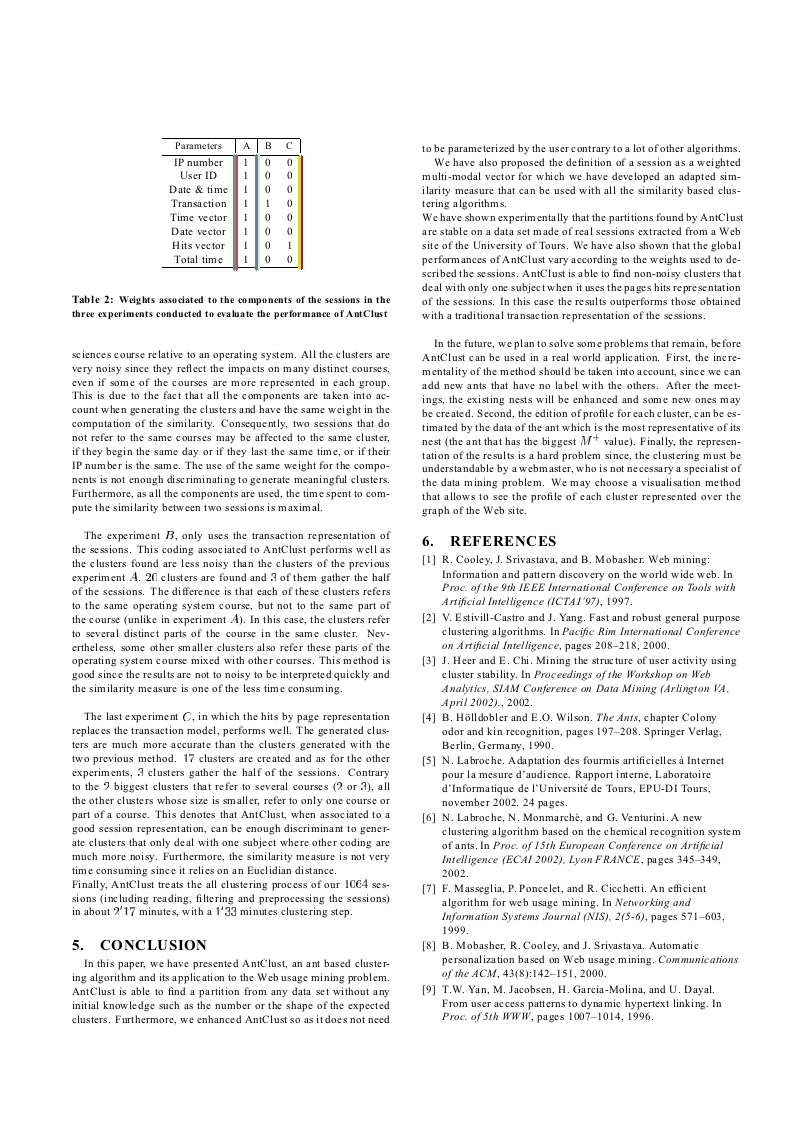 Parameters A B C
IP number 1 0 0
User ID 1 0 0
Date & time 1 0 0
Transaction 1 1 0
Time vector 1 0 0
Date vector 1 0 0
Hits vector 1 0 1
Total time 1 0 0
Table 2: Weights associated to the components of the sessions in the
three experiments conducted to evaluate the performance of AntClust
sciences course relative to an operating system. All the clusters are
very noisy since they reflect the impacts on many distinct courses,
even if some of the courses are more represented in each group.
This is due to the fact that all the components are taken into ac-
count when generating the clusters and have the same weight in the
computation of the similarity. Consequently, two sessions that do
not refer to the same courses may be affected to the same cluster,
if they begin the same day or if they last the same time, or if their
IP number is the same. The use of the same weight for the compo-
nents is not enough discriminating to generate meaningful clusters.
Furthermore, as all the components are used, the time spent to com-
pute the similarity between two sessions is maximal.
The experiment B, only uses the transaction representation of
the sessions. This coding associated to AntClust performs well as
the clusters found are less noisy than the clusters of the previous
experiment A. 20 clusters are found and 3 of them gather the half
of the sessions. The difference is that each of these clusters refers
to the same operating system course, but not to the same part of
the course (unlike in experiment A). In this case, the clusters refer
to several distinct parts of the course in the same cluster. Nev-
ertheless, some other smaller clusters also refer these parts of the
operating system course mixed with other courses. This method is
good since the results are not to noisy to be interpreted quickly and
the similarity measure is one of the less time consuming.
The last experiment C, in which the hits by page representation
replaces the transaction model, performs well. The generated clus-
ters are much more accurate than the clusters generated with the
two previous method. 17 clusters are created and as for the other
experiments, 3 clusters gather the half of the sessions. Contrary
to the 2 biggest clusters that refer to several courses (2 or 3), all
the other clusters whose size is smaller, refer to only one course or
part of a course. This denotes that AntClust, when associated to a
good session representation, can be enough discriminant to gener-
ate clusters that only deal with one subject where other coding are
much more noisy. Furthermore, the similarity measure is not very
time consuming since it relies on an Euclidian distance.
Finally, AntClust treats the all clustering process of our 1064 ses-
sions (including reading, filtering and preprocessing the sessions)
in about 2'17 minutes, with a 1'33 minutes clustering step.
5. CONCLUSION
In this paper, we have presented AntClust, an ant based cluster-
ing algorithm and its application to the Web usage mining problem.
AntClust is able to find a partition from any data set without any
initial knowledge such as the number or the shape of the expected
clusters. Furthermore, we enhanced AntClust so as it does not need
to be parameterized by the user contrary to a lot of other algorithms.
We have also proposed the definition of a session as a weighted
multi-modal vector for which we have developed an adapted sim-
ilarity measure that can be used with all the similarity based clus-
tering algorithms.
We have shown experimentally that the partitions found by AntClust
are stable on a data set made of real sessions extracted from a Web
site of the University of Tours. We have also shown that the global
performances of AntClust vary according to the weights used to de-
scribed the sessions. AntClust is able to find non-noisy clusters that
deal with only one subject when it uses the pages hits representation
of the sessions. In this case the results outperforms those obtained
with a traditional transaction representation of the sessions.
In the future, we plan to solve some problems that remain, before
AntClust can be used in a real world application. First, the incre-
mentality of the method should be taken into account, since we can
add new ants that have no label with the others. After the meet-
ings, the existing nests will be enhanced and some new ones may
be created. Second, the edition of profile for each cluster, can be es-
timated by the data of the ant which is the most representative of its
nest (the ant that has the biggest M+ value). Finally, the represen-
tation of the results is a hard problem since, the clustering must be
understandable by a webmaster, who is not necessary a specialist of
the data mining problem. We may choose a visualisation method
that allows to see the profile of each cluster represented over the
graph of the Web site.
6. REFERENCES
[1] R. Cooley, J. Srivastava, and B. Mobasher. Web mining:
Information and pattern discovery on the world wide web. In
Proc. of the 9th IEEE International Conference on Tools with
Artificial Intelligence (ICTAI'97), 1997.
[2] V. Estivill-Castro and J. Yang. Fast and robust general purpose
clustering algorithms. In Pacific Rim International Conference
on Artificial Intelligence, pages 208–218, 2000.
[3] J. Heer and E. Chi. Mining the structure of user activity using
cluster stability. In Proceedings of the Workshop on Web
Analytics, SIAM Conference on Data Mining (Arlington VA,
April 2002)., 2002.
[4] B. Hölldobler and E.O. Wilson. The Ants, chapter Colony
odor and kin recognition, pages 197–208. Springer Verlag,
Berlin, Germany, 1990.
[5] N. Labroche. Adaptation des fourmis artificielles à Internet
pour la mesure d'audience. Rapport interne, Laboratoire
d'Informatique de l'Université de Tours, EPU-DI Tours,
november 2002. 24 pages.
[6] N. Labroche, N. Monmarché, and G. Venturini. A new
clustering algorithm based on the chemical recognition system
of ants. In Proc. of 15th European Conference on Artificial
Intelligence (ECAI 2002), Lyon FRANCE, pages 345–349,
2002.
[7] F. Masseglia, P. Poncelet, and R. Cicchetti. An efficient
algorithm for web usage mining. In Networking and
Information Systems Journal (NIS), 2(5-6), pages 571–603,
1999.
[8] B. Mobasher, R. Cooley, and J. Srivastava. Automatic
personalization based on Web usage mining. Communications
of the ACM, 43(8):142–151, 2000.
[9] T.W. Yan, M. Jacobsen, H. Garcia-Molina, and U. Dayal.
From user access patterns to dynamic hypertext linking. In
Proc. of 5th WWW, pages 1007–1014, 1996.